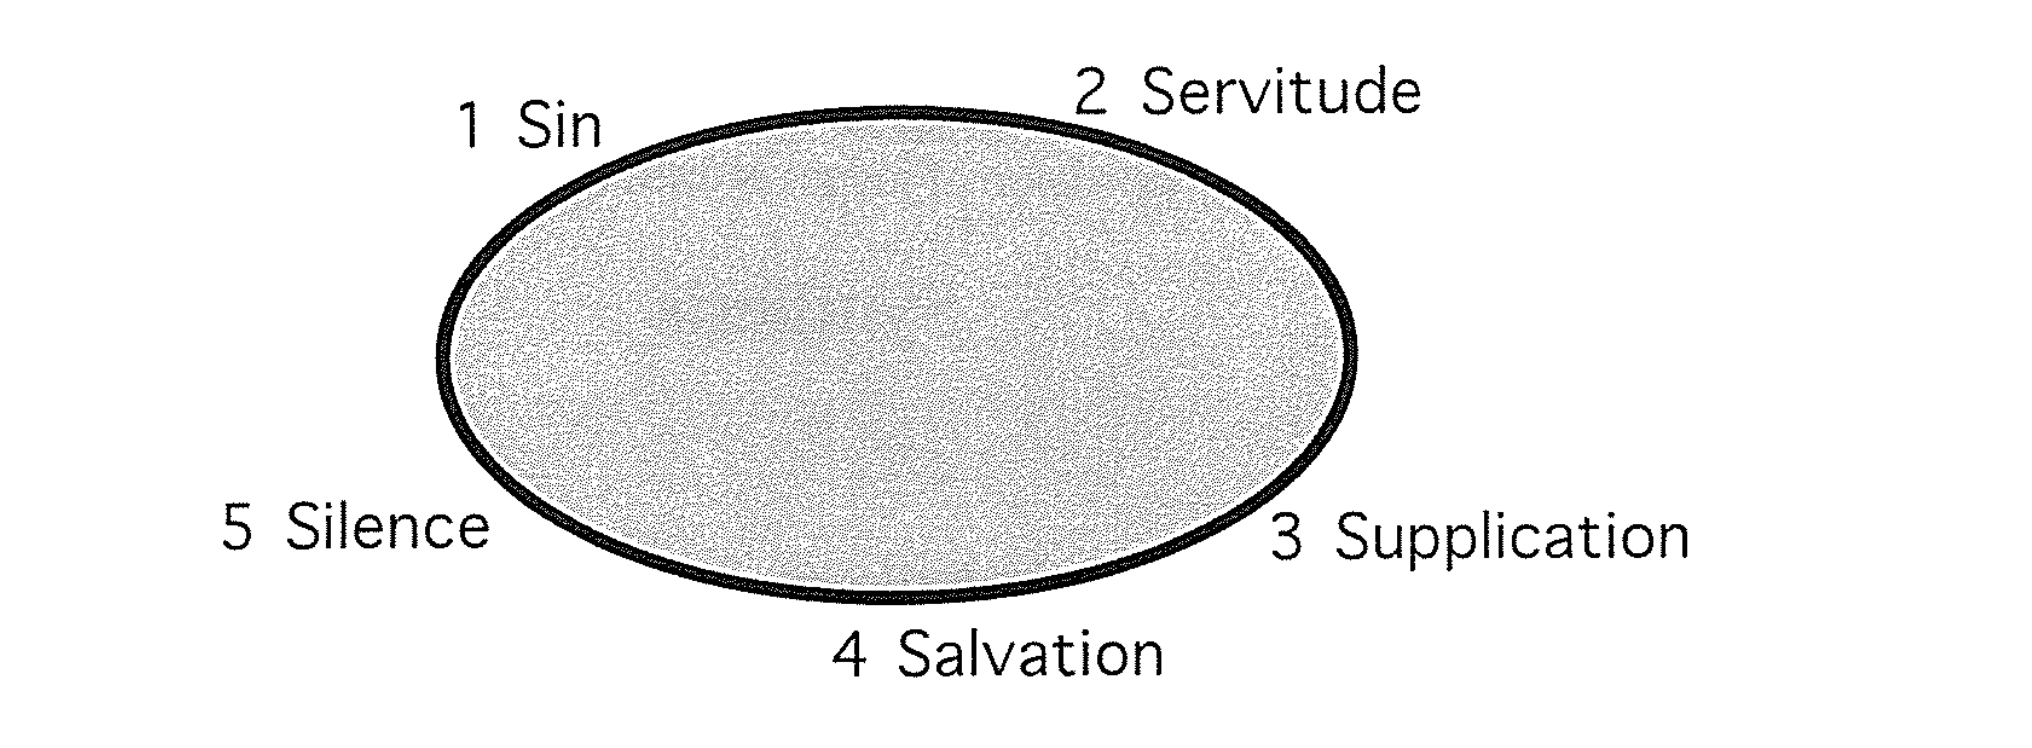 1 Sin
2 Servitude
3 Supplication
4 Salvation
5 Silence